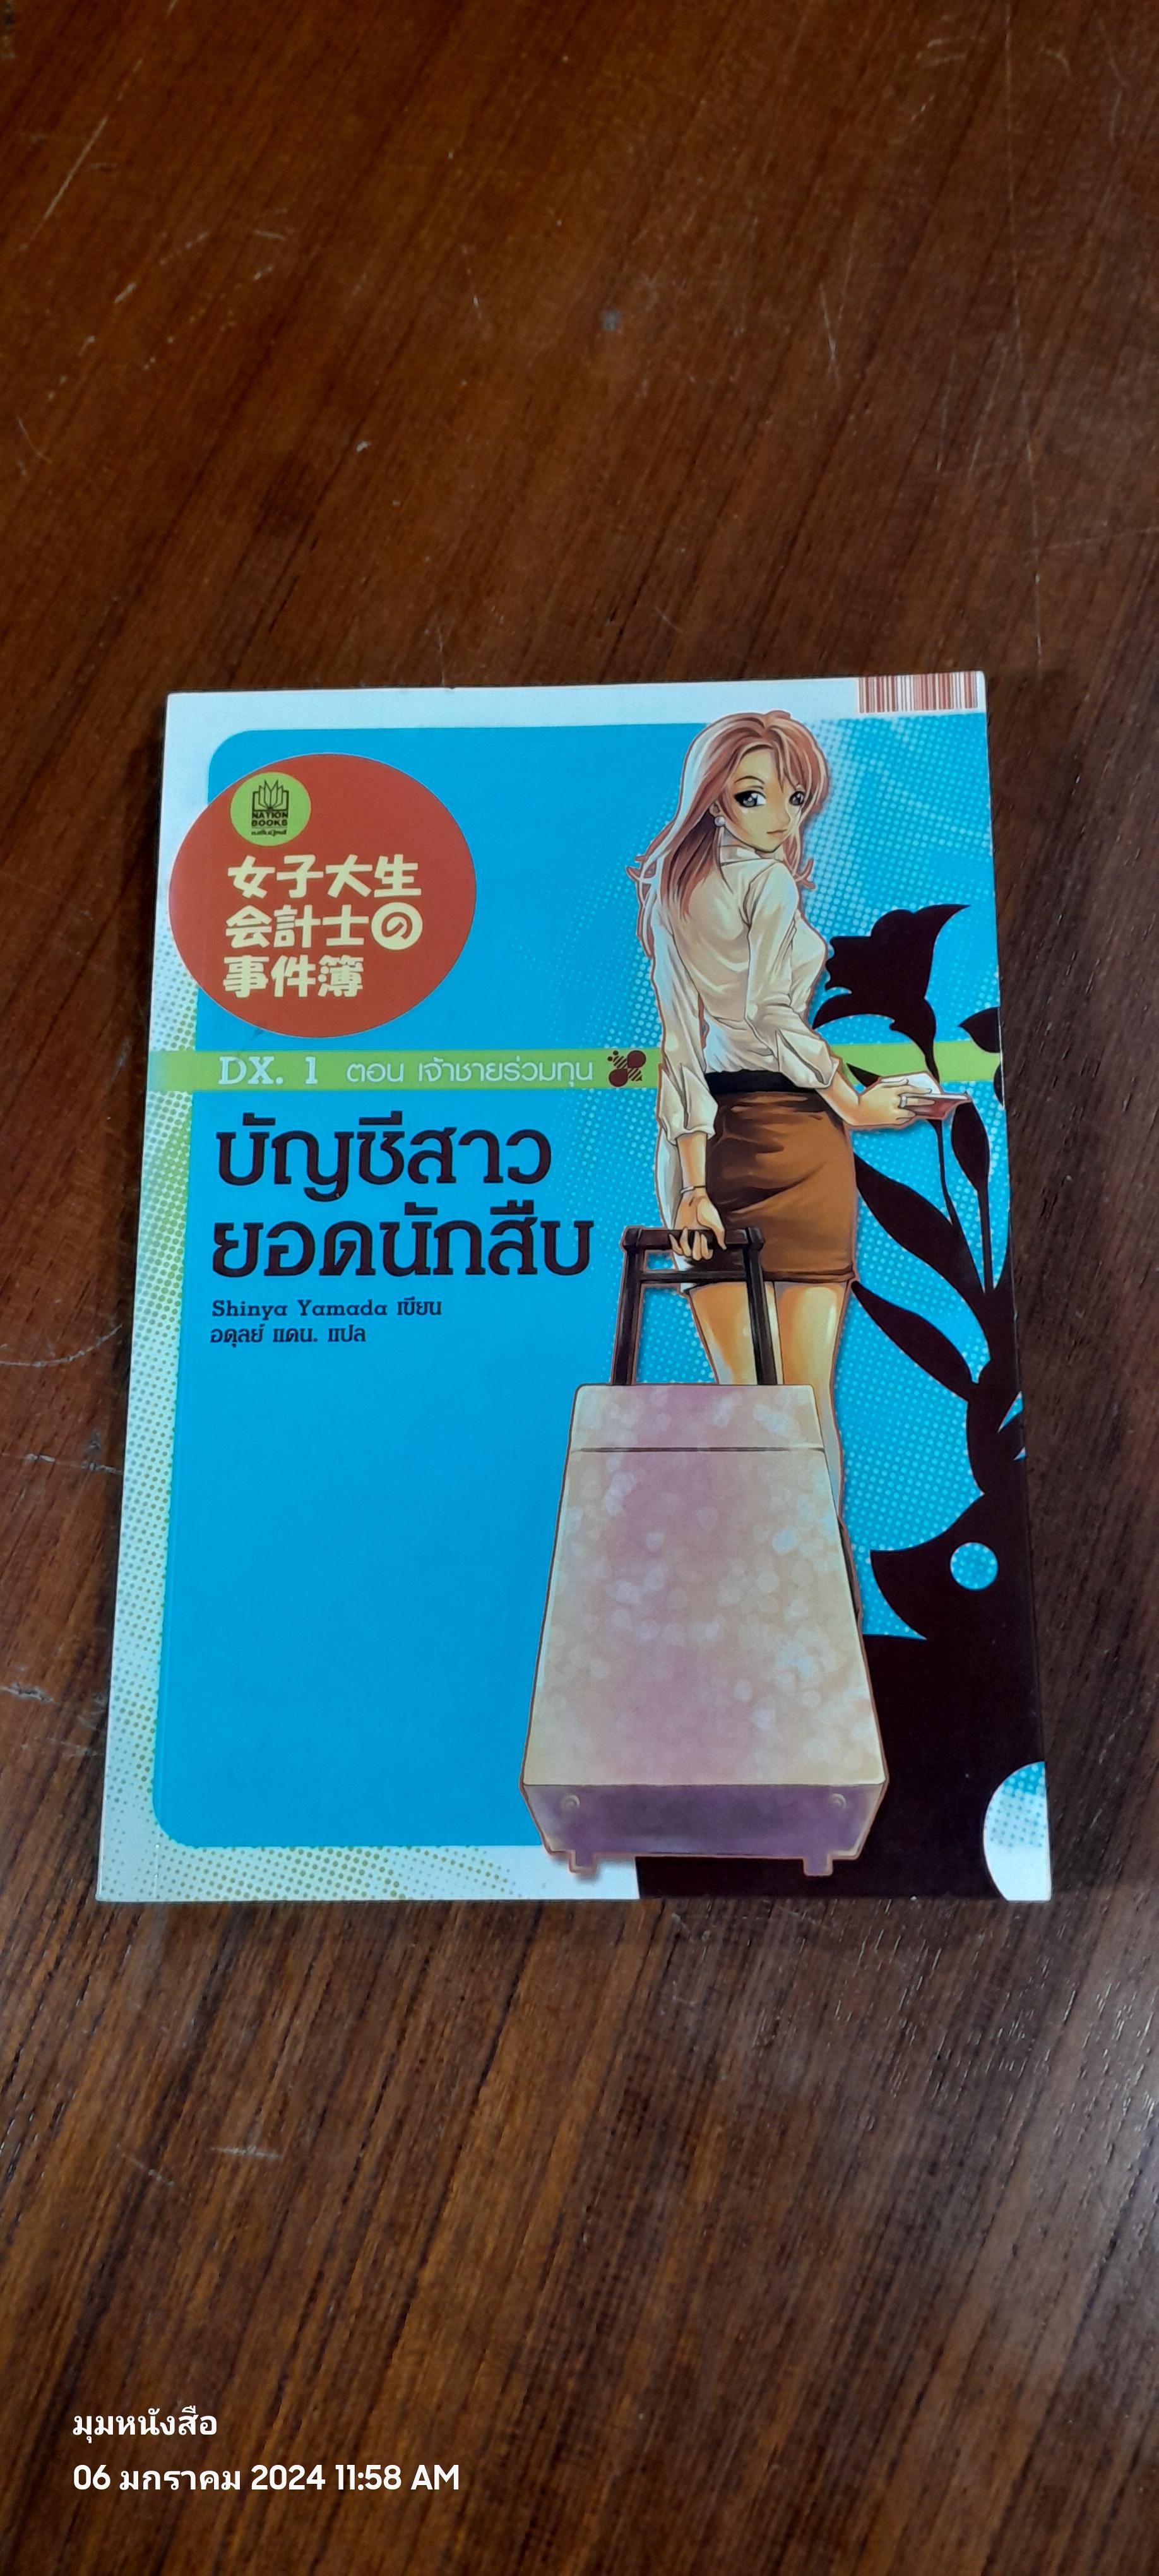 NATION
BOOKS
女子大生
会計士の
事件簿
DX. 1 ตอน เจ้าชายร่วมทุน
บัญชีสาว
ยอดนักสืบ
Shinya Yamada เขียน
อดุลย์ แดน. แปล
มุมหนังสือ
06 มกราคม 2024 11:58 AM